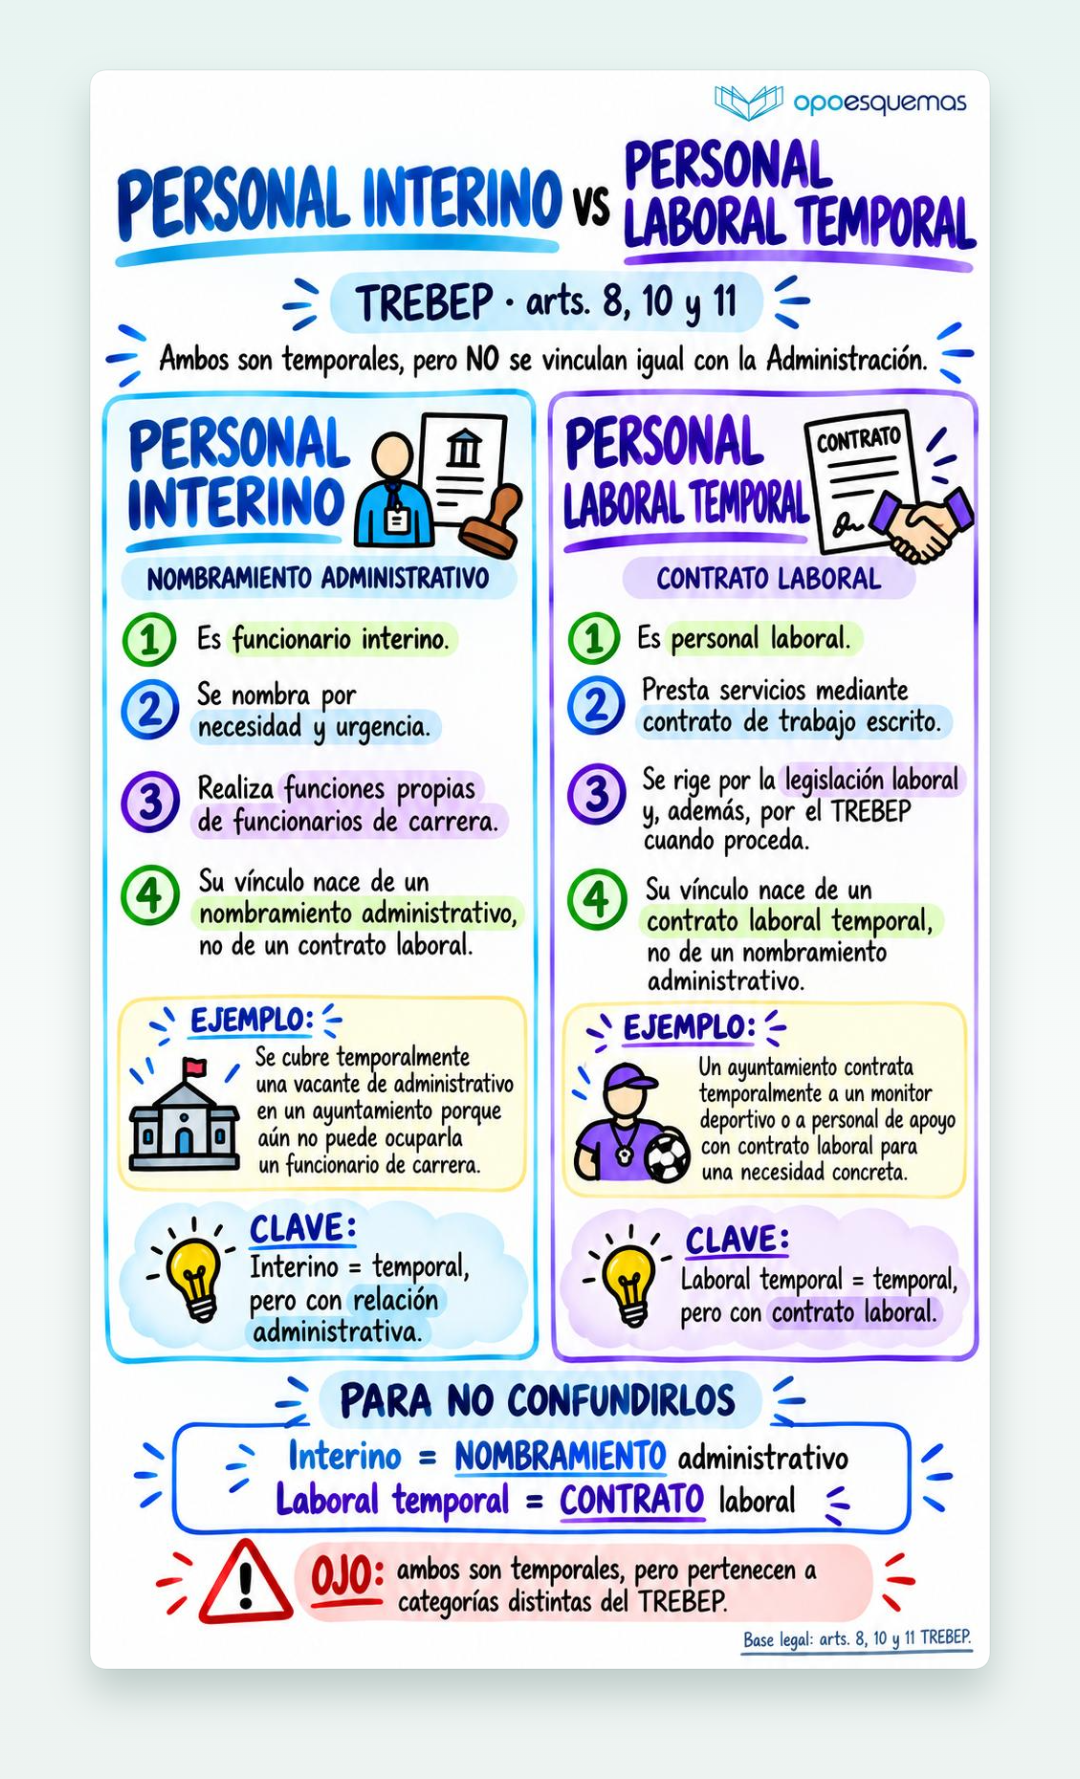 opoesquemas
PERSONAL INTERINO VS PERSONAL
LABORAL TEMPORAL
TREBEP · arts. 8, 10 y 11
Ambos son temporales, pero NO se vinculan igual con la Administración.
PERSONAL
INTERINO
NOMBRAMIENTO ADMINISTRATIVO
1 Es funcionario interino.
2 Se nombra por
necesidad y urgencia.
3 Realiza funciones propias
de funcionarios de carrera.
4 Su vínculo nace de un
nombramiento administrativo,
no de un contrato laboral.
EJEMPLO:
Se cubre temporalmente
una vacante de administrativo
en un ayuntamiento porque
aún no puede ocuparla
un funcionario de carrera.
CLAVE:
Interino = temporal,
pero con relación
administrativa.
PERSONAL
LABORAL TEMPORAL
CONTRATO
CONTRATO LABORAL
1 Es personal laboral.
2 Presta servicios mediante
contrato de trabajo escrito.
3 Se rige por la legislación laboral
y, además, por el TREBEP
cuando proceda.
4 Su vínculo nace de un
contrato laboral temporal,
no de un nombramiento
administrativo.
EJEMPLO:
Un ayuntamiento contrata
temporalmente a un monitor
deportivo o a personal de apoyo
con contrato laboral para
una necesidad concreta.
CLAVE:
Laboral temporal = temporal,
pero con contrato laboral.
PARA NO CONFUNDIRLOS
Interino = NOMBRAMIENTO administrativo
Laboral temporal = CONTRATO laboral
OJO: ambos son temporales, pero pertenecen a
categorías distintas del TREBEP.
Base legal: arts. 8, 10 y 11 TREBEP.